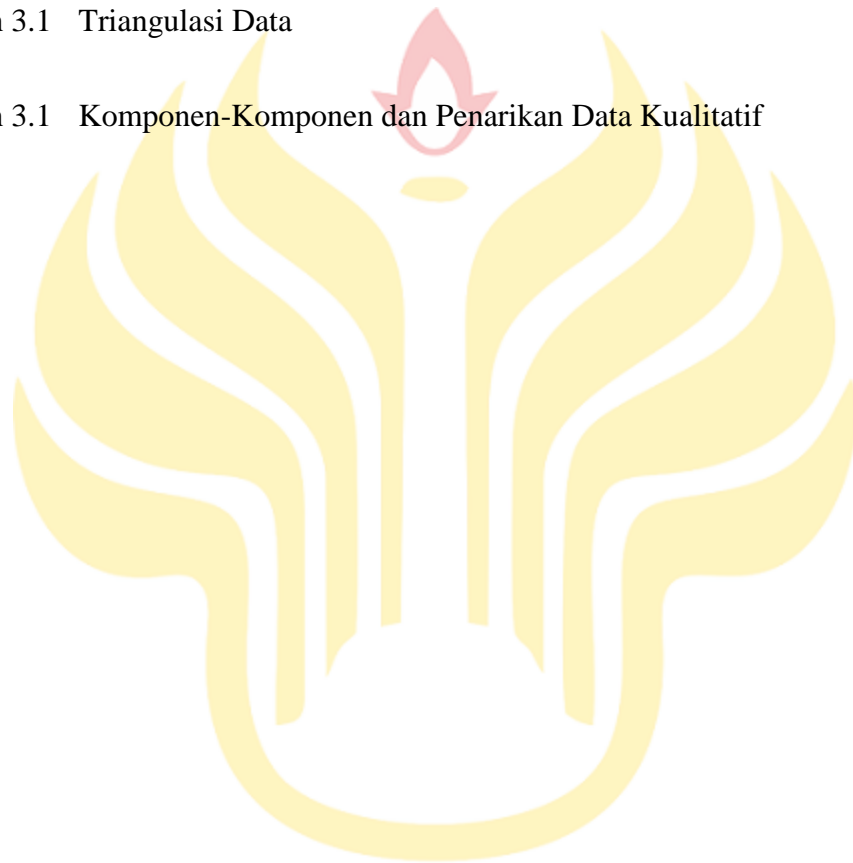 n 3.1 Triangulasi Data
n 3.1 Komponen-Komponen dan Penarikan Data Kualitatif